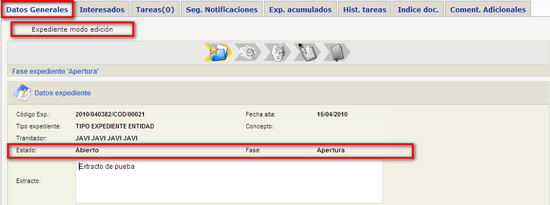 Datos Generales Interesados Tareas(0) Seg. Notificaciones Exp. acumulados Hist. tareas Indice doc. Coment. Adicionales
Expediente modo edición
Fase expediente 'Apertura'
Datos expediente
Código Exp.: 2010/040382/COD/00021 Fecha alta: 15/04/2010
Tipo expediente: TIPO EXPEDIENTE ENTIDAD Concepto:
Tramitador: JAVI JAVI JAVI JAVI
Estado: Abierto Fase: Apertura
Extracto de pueba
Extracto: